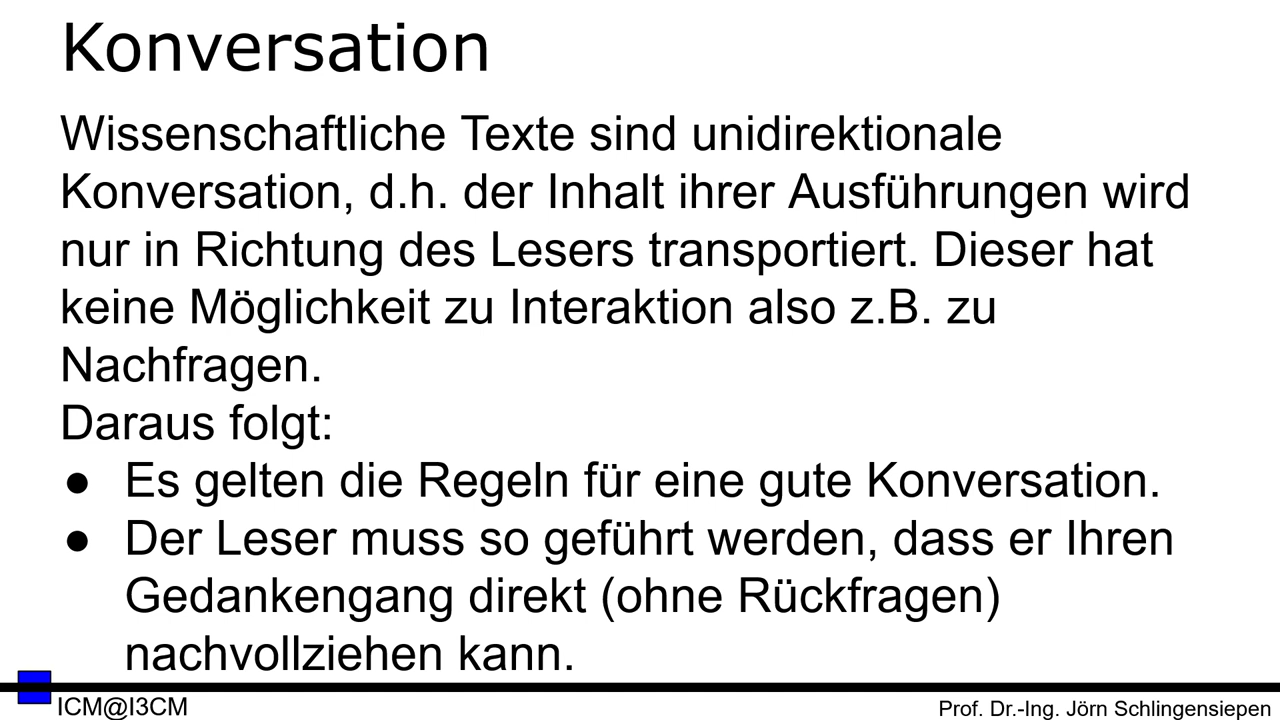 Konversation
Wissenschaftliche Texte sind unidirektionale
Konversation, d.h. der Inhalt ihrer Ausführungen wird
nur in Richtung des Lesers transportiert. Dieser hat
keine Möglichkeit zu Interaktion also z.B. zu
Nachfragen.
Daraus folgt:
● Es gelten die Regeln für eine gute Konversation.
● Der Leser muss so geführt werden, dass er Ihren
Gedankengang direkt (ohne Rückfragen)
nachvollziehen kann.
ICM@I3CM
Prof. Dr.-Ing. Jörn Schlingensiepen